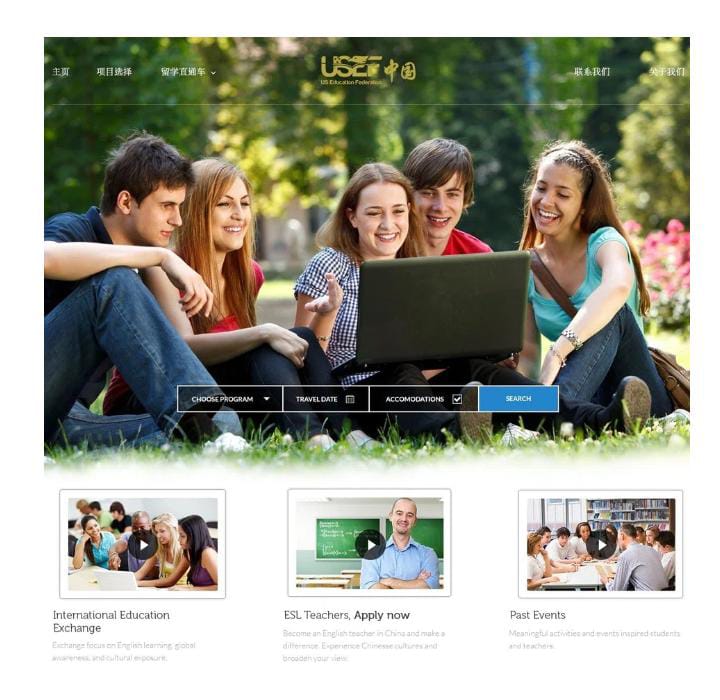 主页 项目选择 留学直通车 联系我们 关于我们
USEF中国
US Education Federation
CHOOSE PROGRAM TRAVEL DATE ACCOMODATIONS SEARCH
International Education
Exchange
Exchange focus on English learning, global
awareness, and cultural exposure.
ESL Teachers, Apply now
Become an English teacher in China and make a
difference. Experience Chinesse cultures and
broaden your view.
Past Events
Meaningful activities and events inspired students
and teachers.